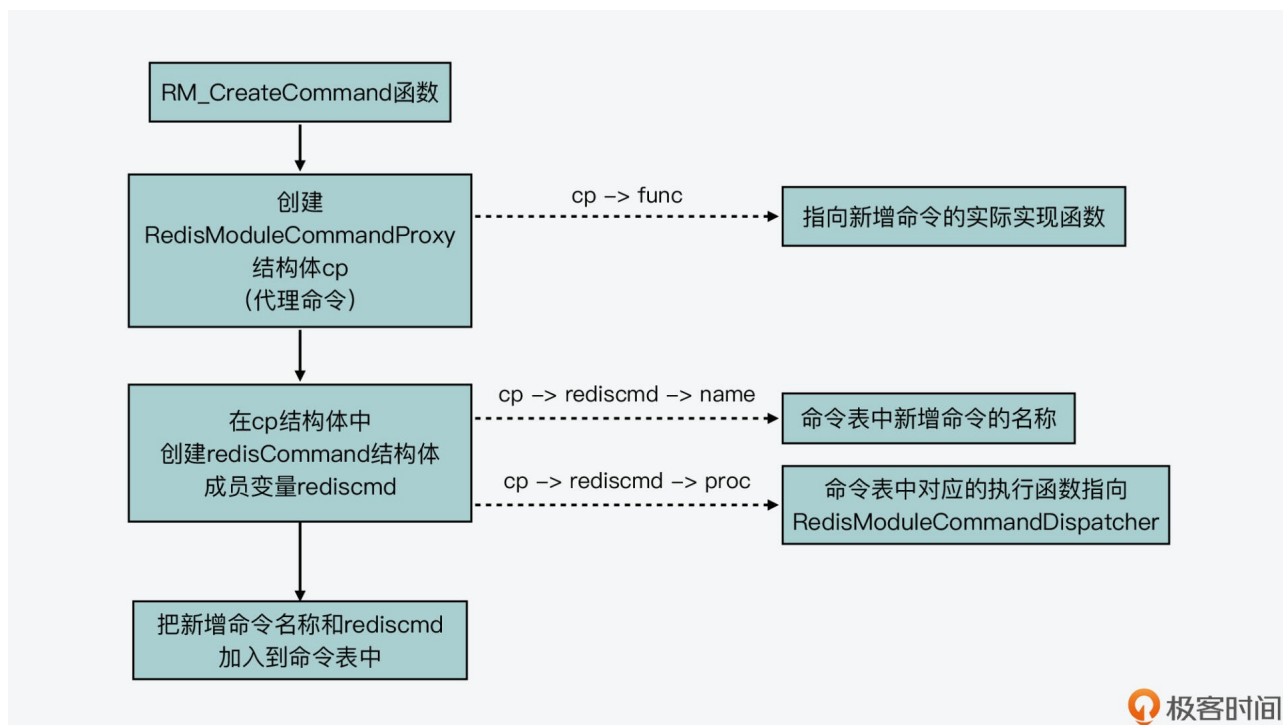 RM_CreateCommand函数
创建
RedisModuleCommandProxy
结构体cp
(代理命令)
cp -> func
指向新增命令的实际实现函数
在cp结构体中
创建redisCommand结构体
成员变量rediscmd
cp -> rediscmd -> name
命令表中新增命令的名称
cp -> rediscmd -> proc
命令表中对应的执行函数指向
RedisModuleCommandDispatcher
把新增命令名称和rediscmd
加入到命令表中
极客时间